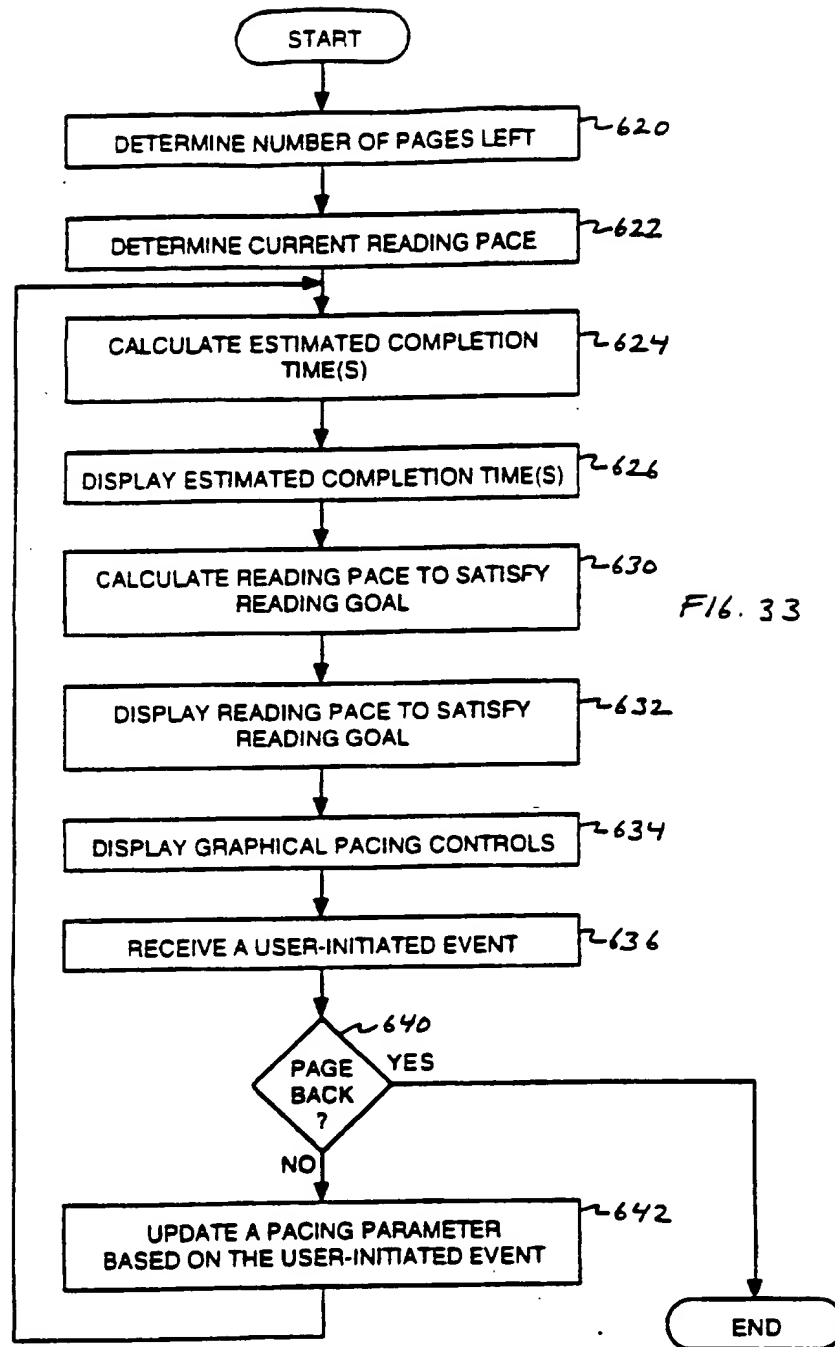 START
DETERMINE NUMBER OF PAGES LEFT
620
DETERMINE CURRENT READING PACE
622
CALCULATE ESTIMATED COMPLETION
TIME(S)
624
DISPLAY ESTIMATED COMPLETION TIME(S)
626
CALCULATE READING PACE TO SATISFY
READING GOAL
630
FIG. 33
DISPLAY READING PACE TO SATISFY
READING GOAL
632
DISPLAY GRAPHICAL PACING CONTROLS
634
RECEIVE A USER-INITIATED EVENT
636
640
PAGE
BACK
?
YES
NO
UPDATE A PACING PARAMETER
BASED ON THE USER-INITIATED EVENT
642
END